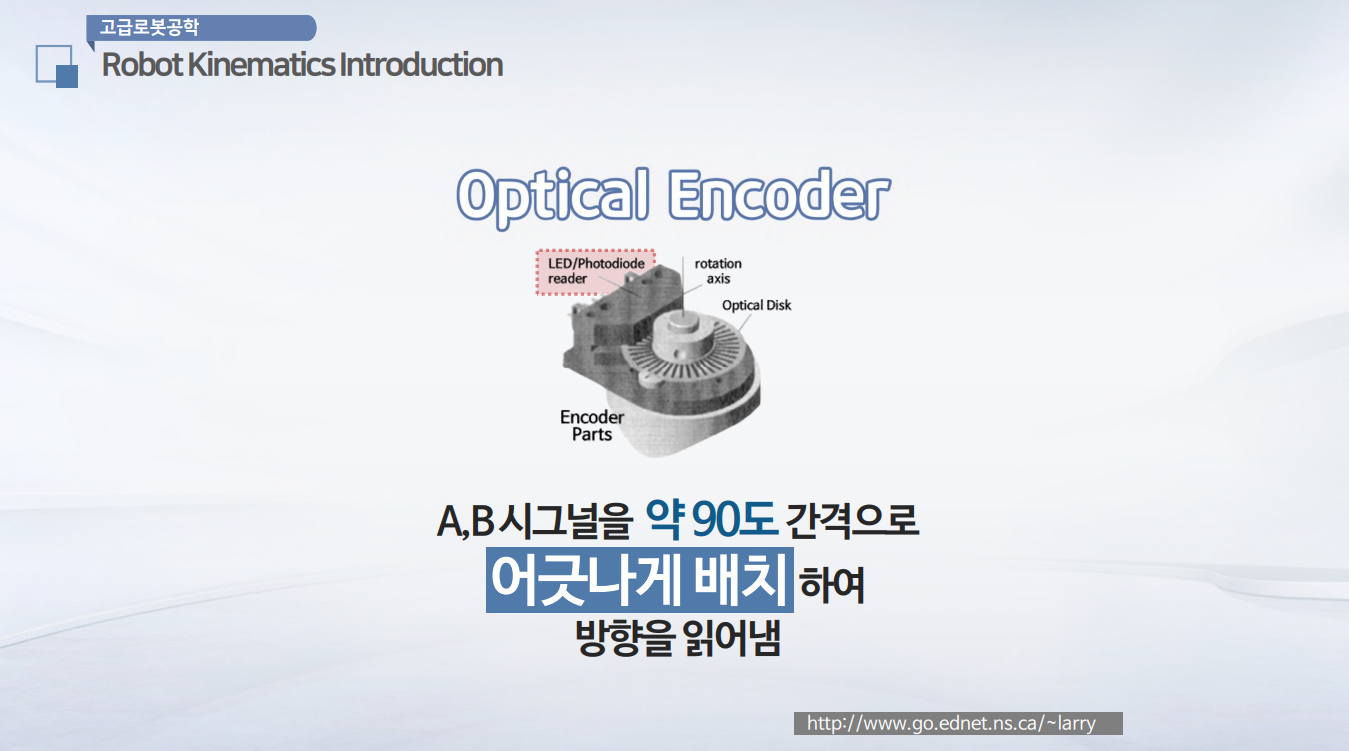 고급로봇공학
Robot Kinematics Introduction
Optical Encoder
LED/Photodiode
reader
rotation
axis
Optical Disk
Encoder
Parts
A,B 시그널을 약 90도 간격으로
어긋나게 배치 하여
방향을 읽어냄
http://www.go.ednet.ns.ca/~larry